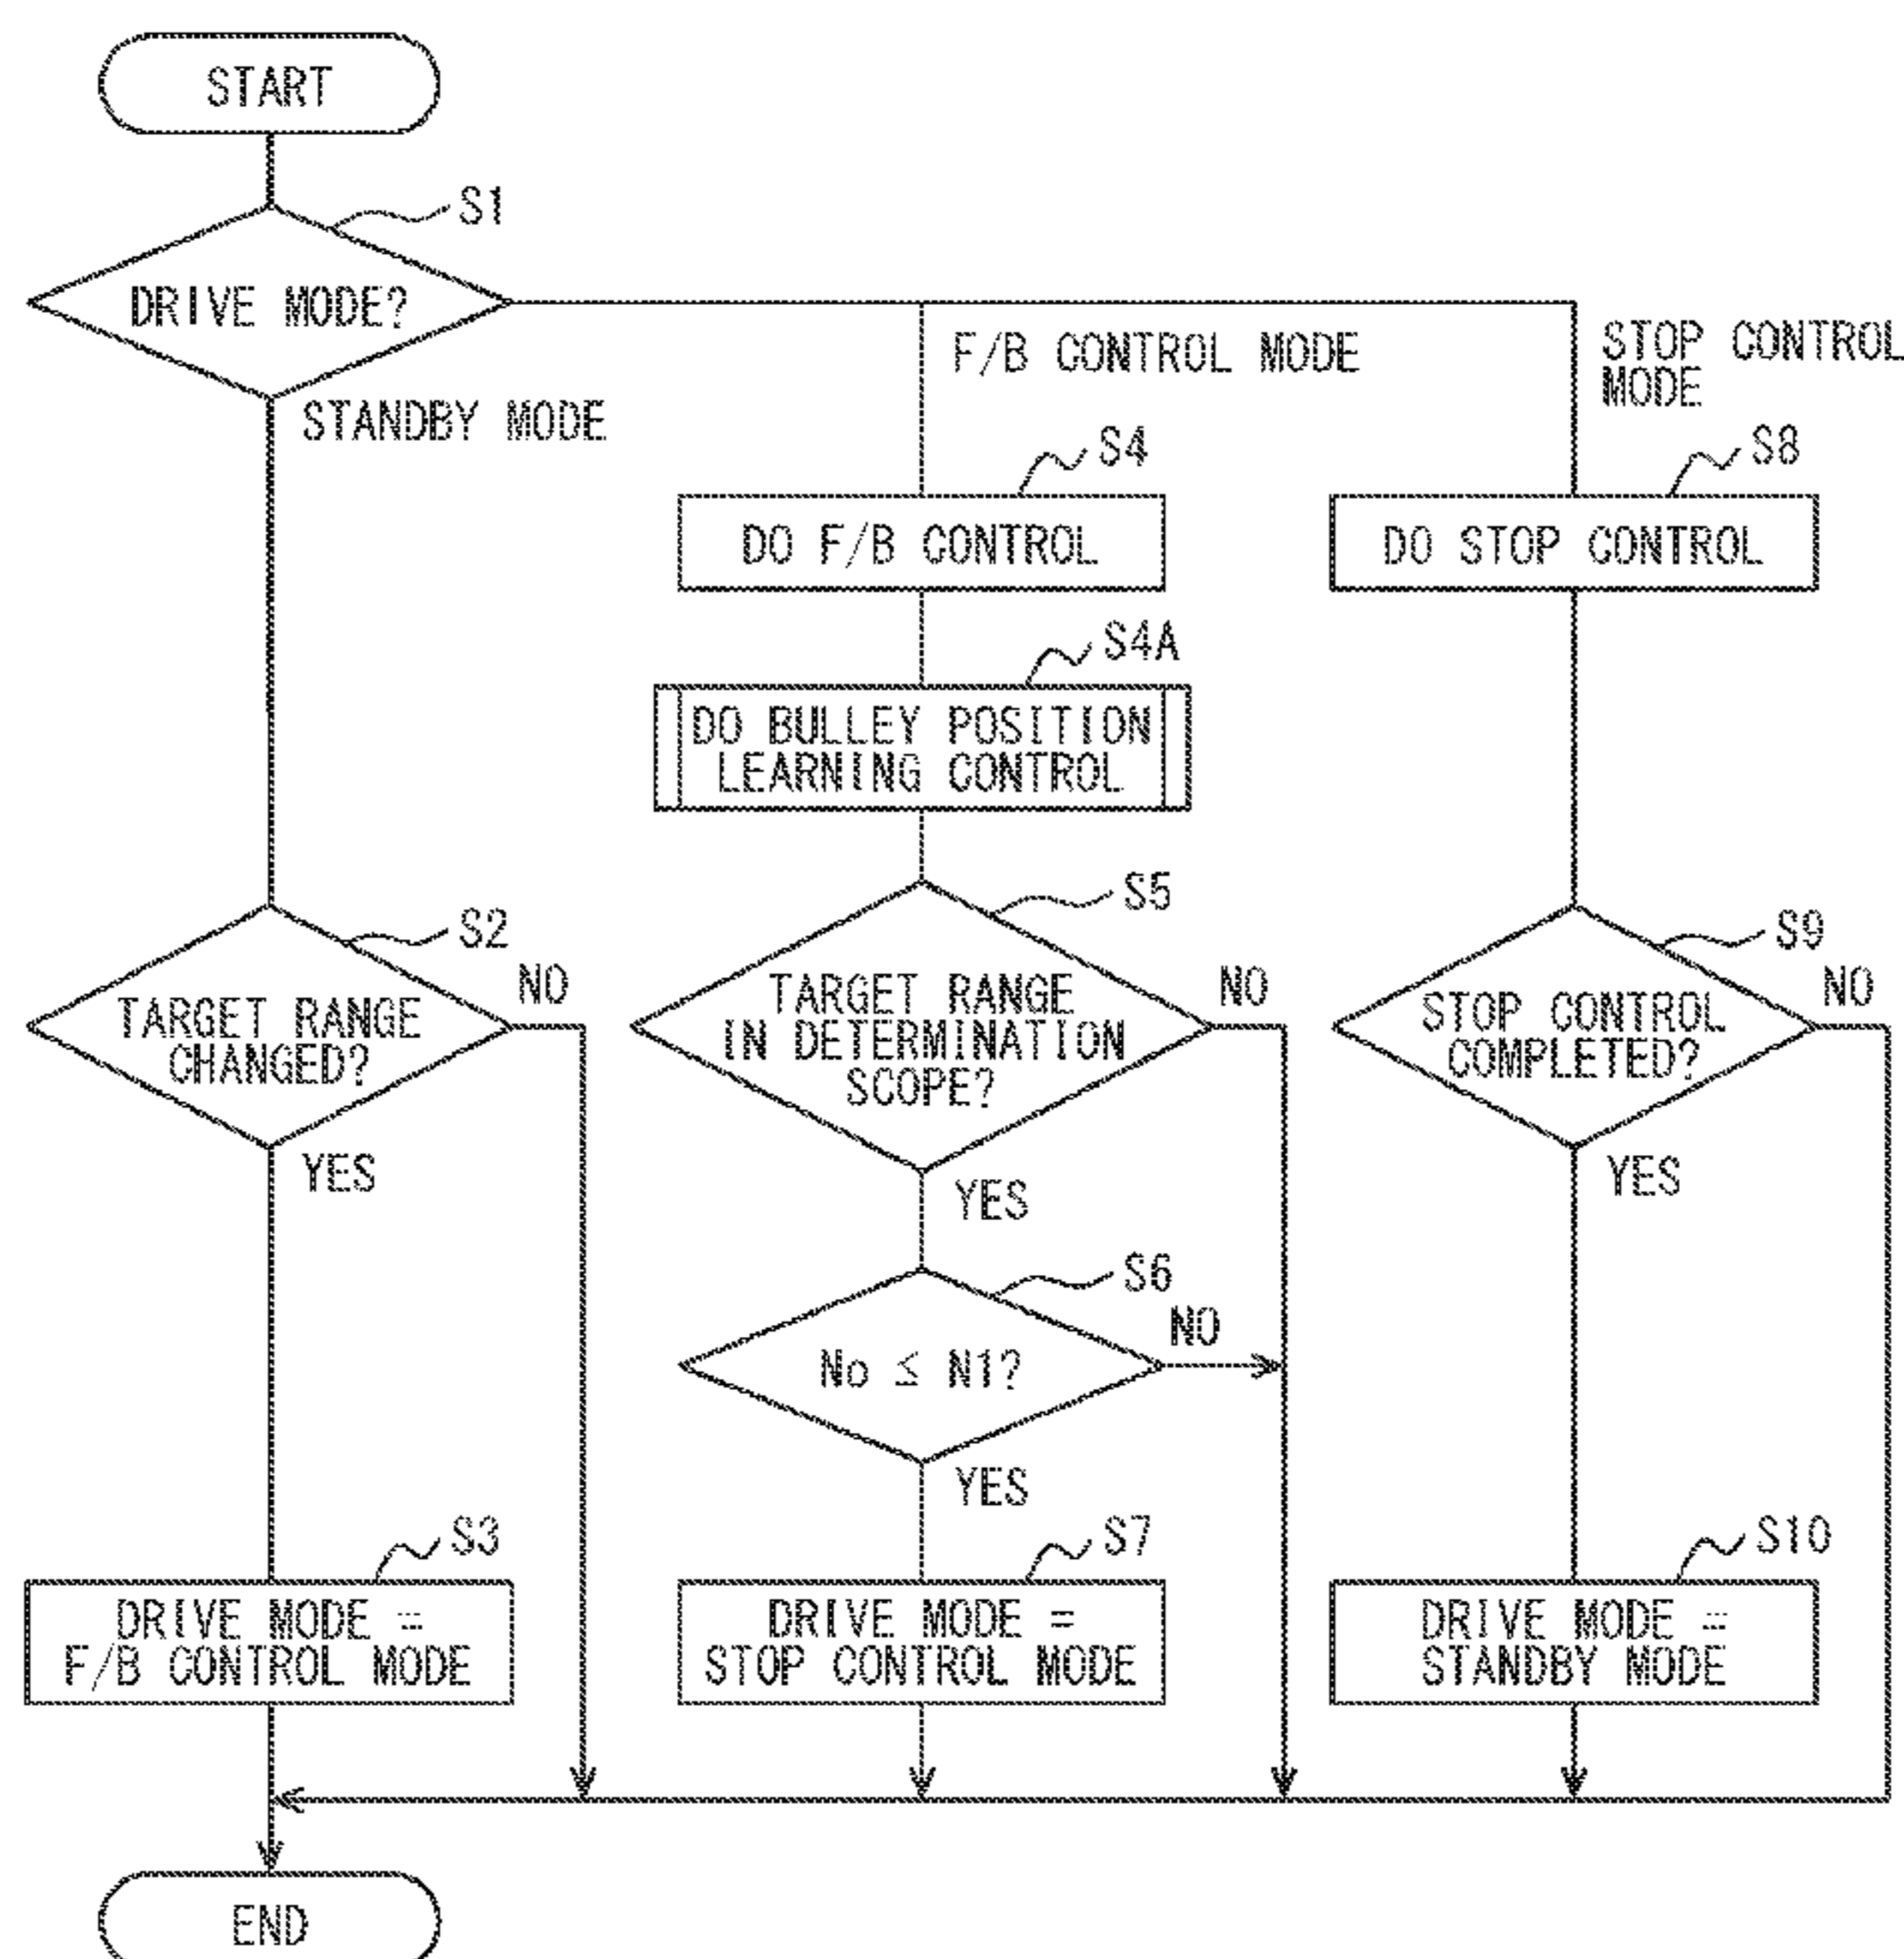 START
S1
DRIVE MODE?
F/B CONTROL MODE
STOP CONTROL
MODE
STANDBY MODE
S4
S8
DO F/B CONTROL
DO STOP CONTROL
S4A
DO BULLEY POSITION
LEARNING CONTROL
S2
S5
S9
NO
NO
NO
TARGET RANGE
CHANGED?
TARGET RANGE
IN DETERMINATION
SCOPE?
STOP CONTROL
COMPLETED?
YES
YES
YES
S6
NO
No ≤ N1?
YES
S3
S7
S10
DRIVE MODE =
F/B CONTROL MODE
DRIVE MODE =
STOP CONTROL MODE
DRIVE MODE =
STANDBY MODE
END